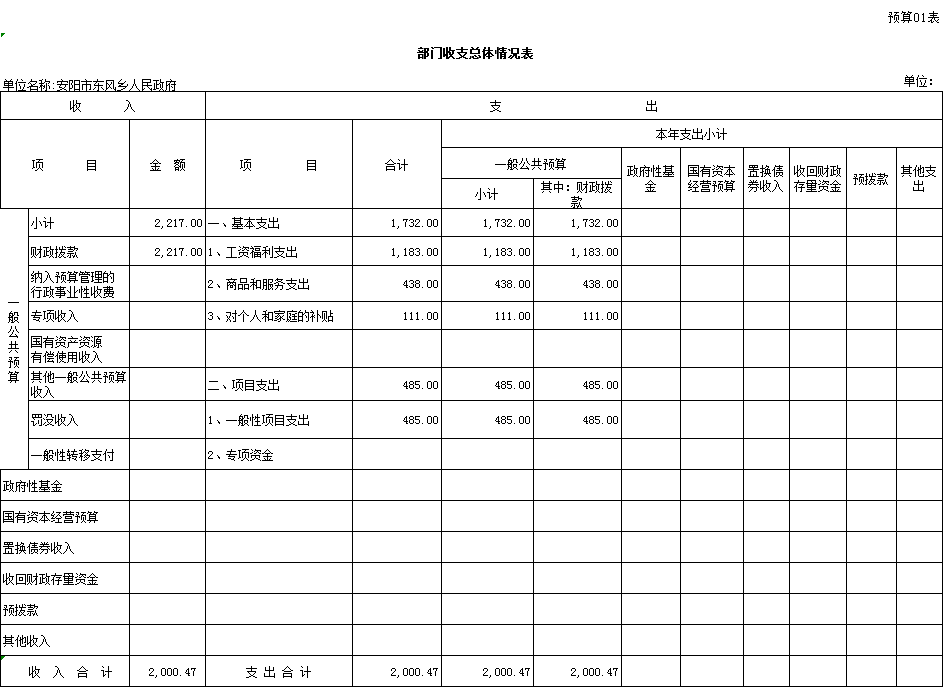 预算01表
部门收支总体情况表
单位名称:安阳市东风乡人民政府
单位：
收 入 支 出
项 目 金 额 项 目 合计 本年支出小计
一般公共预算 政府性基金 国有资本经营预算 置换债券收入 收回财政存量资金 预拨款 其他支出
小计 其中：财政拨款
一般公共预算
小计 2,217.00 一、基本支出 1,732.00 1,732.00 1,732.00
财政拨款 2,217.00 1、工资福利支出 1,183.00 1,183.00 1,183.00
纳入预算管理的行政事业性收费 2、商品和服务支出 438.00 438.00 438.00
专项收入 3、对个人和家庭的补贴 111.00 111.00 111.00
国有资产资源有偿使用收入
其他一般公共预算收入 二、项目支出 485.00 485.00 485.00
罚没收入 1、一般性项目支出 485.00 485.00 485.00
一般性转移支付 2、专项资金
政府性基金
国有资本经营预算
置换债券收入
收回财政存量资金
预拨款
其他收入
收 入 合 计 2,000.47 支 出 合 计 2,000.47 2,000.47 2,000.47